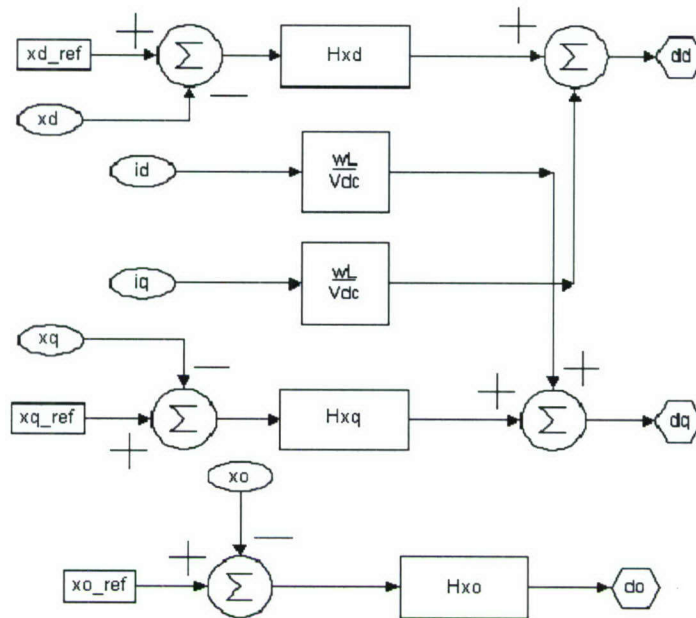 xd_ref
+
Σ
Hxd
+
Σ
dd
−
xd
id
wL
Vdc
iq
wL
Vdc
xq
−
xq_ref
+
Σ
Hxq
+
+
Σ
dq
xo
−
xo_ref
+
Σ
Hxo
do